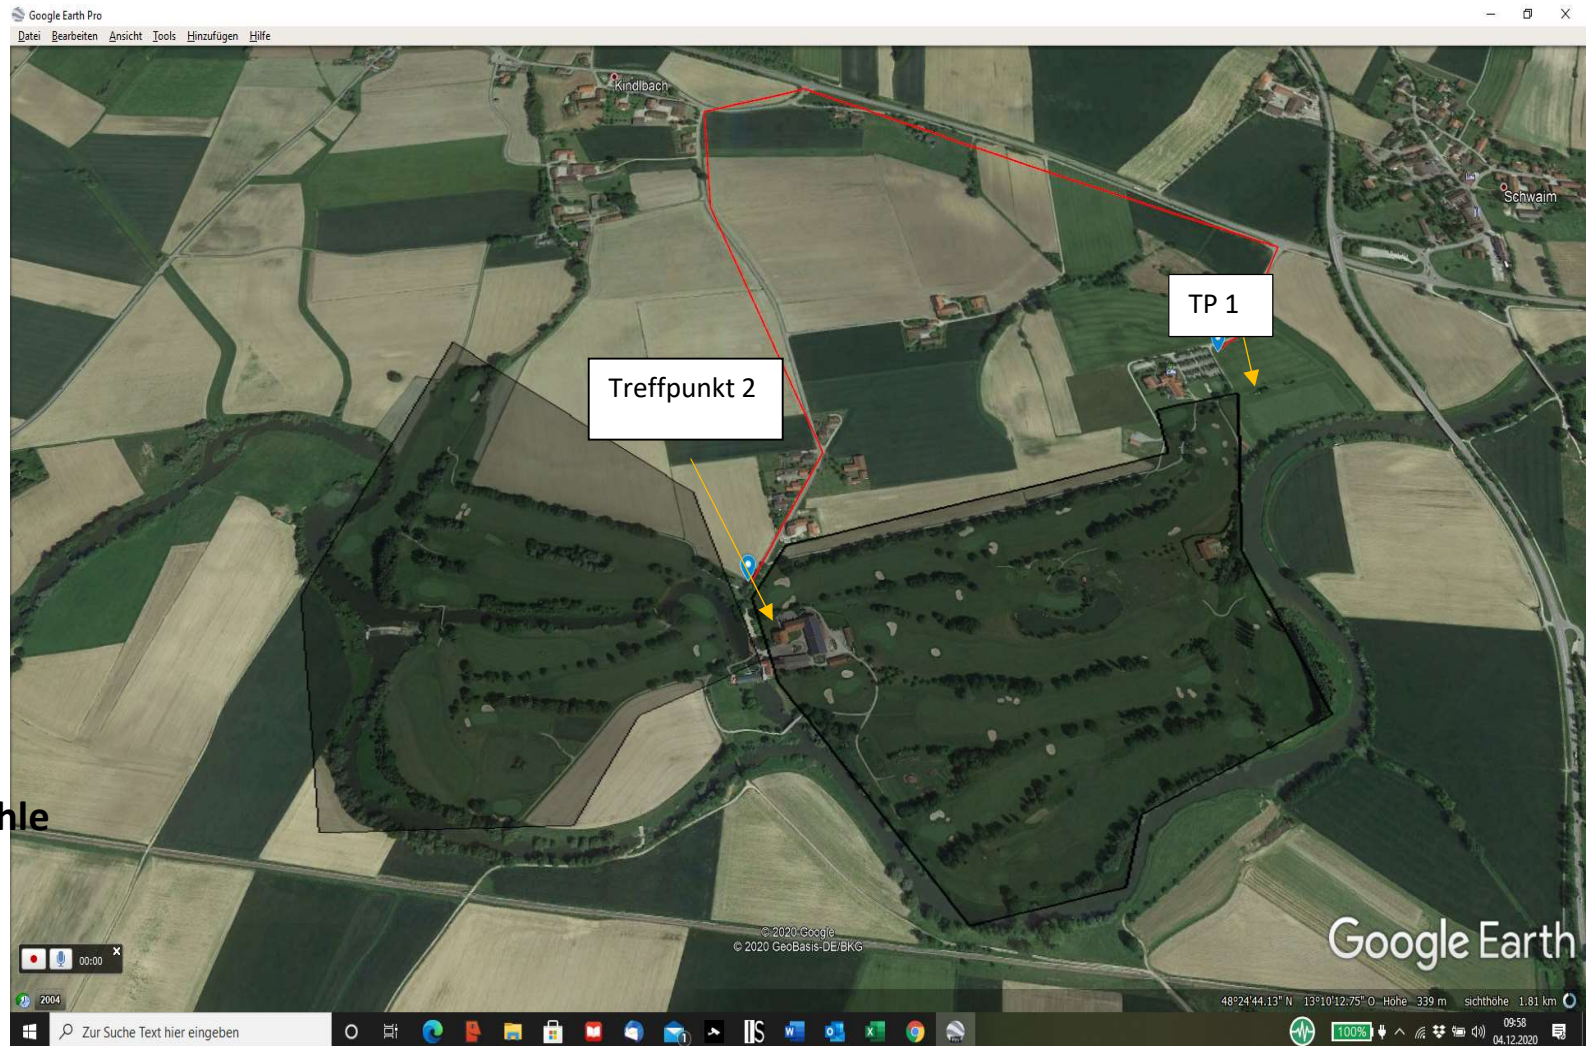 Google Earth Pro
Datei Bearbeiten Ansicht Tools Hinzufügen Hilfe
Kindlbach
Schwaim
TP 1
Treffpunkt 2
hle
© 2020 Google
© 2020 GeoBasis-DE/BKG
Google Earth
00:00
2004
48°24'44.13" N 13°10'12.75" O Höhe 339 m sichthöhe 1.81 km
Zur Suche Text hier eingeben
100%
09:58
04.12.2020